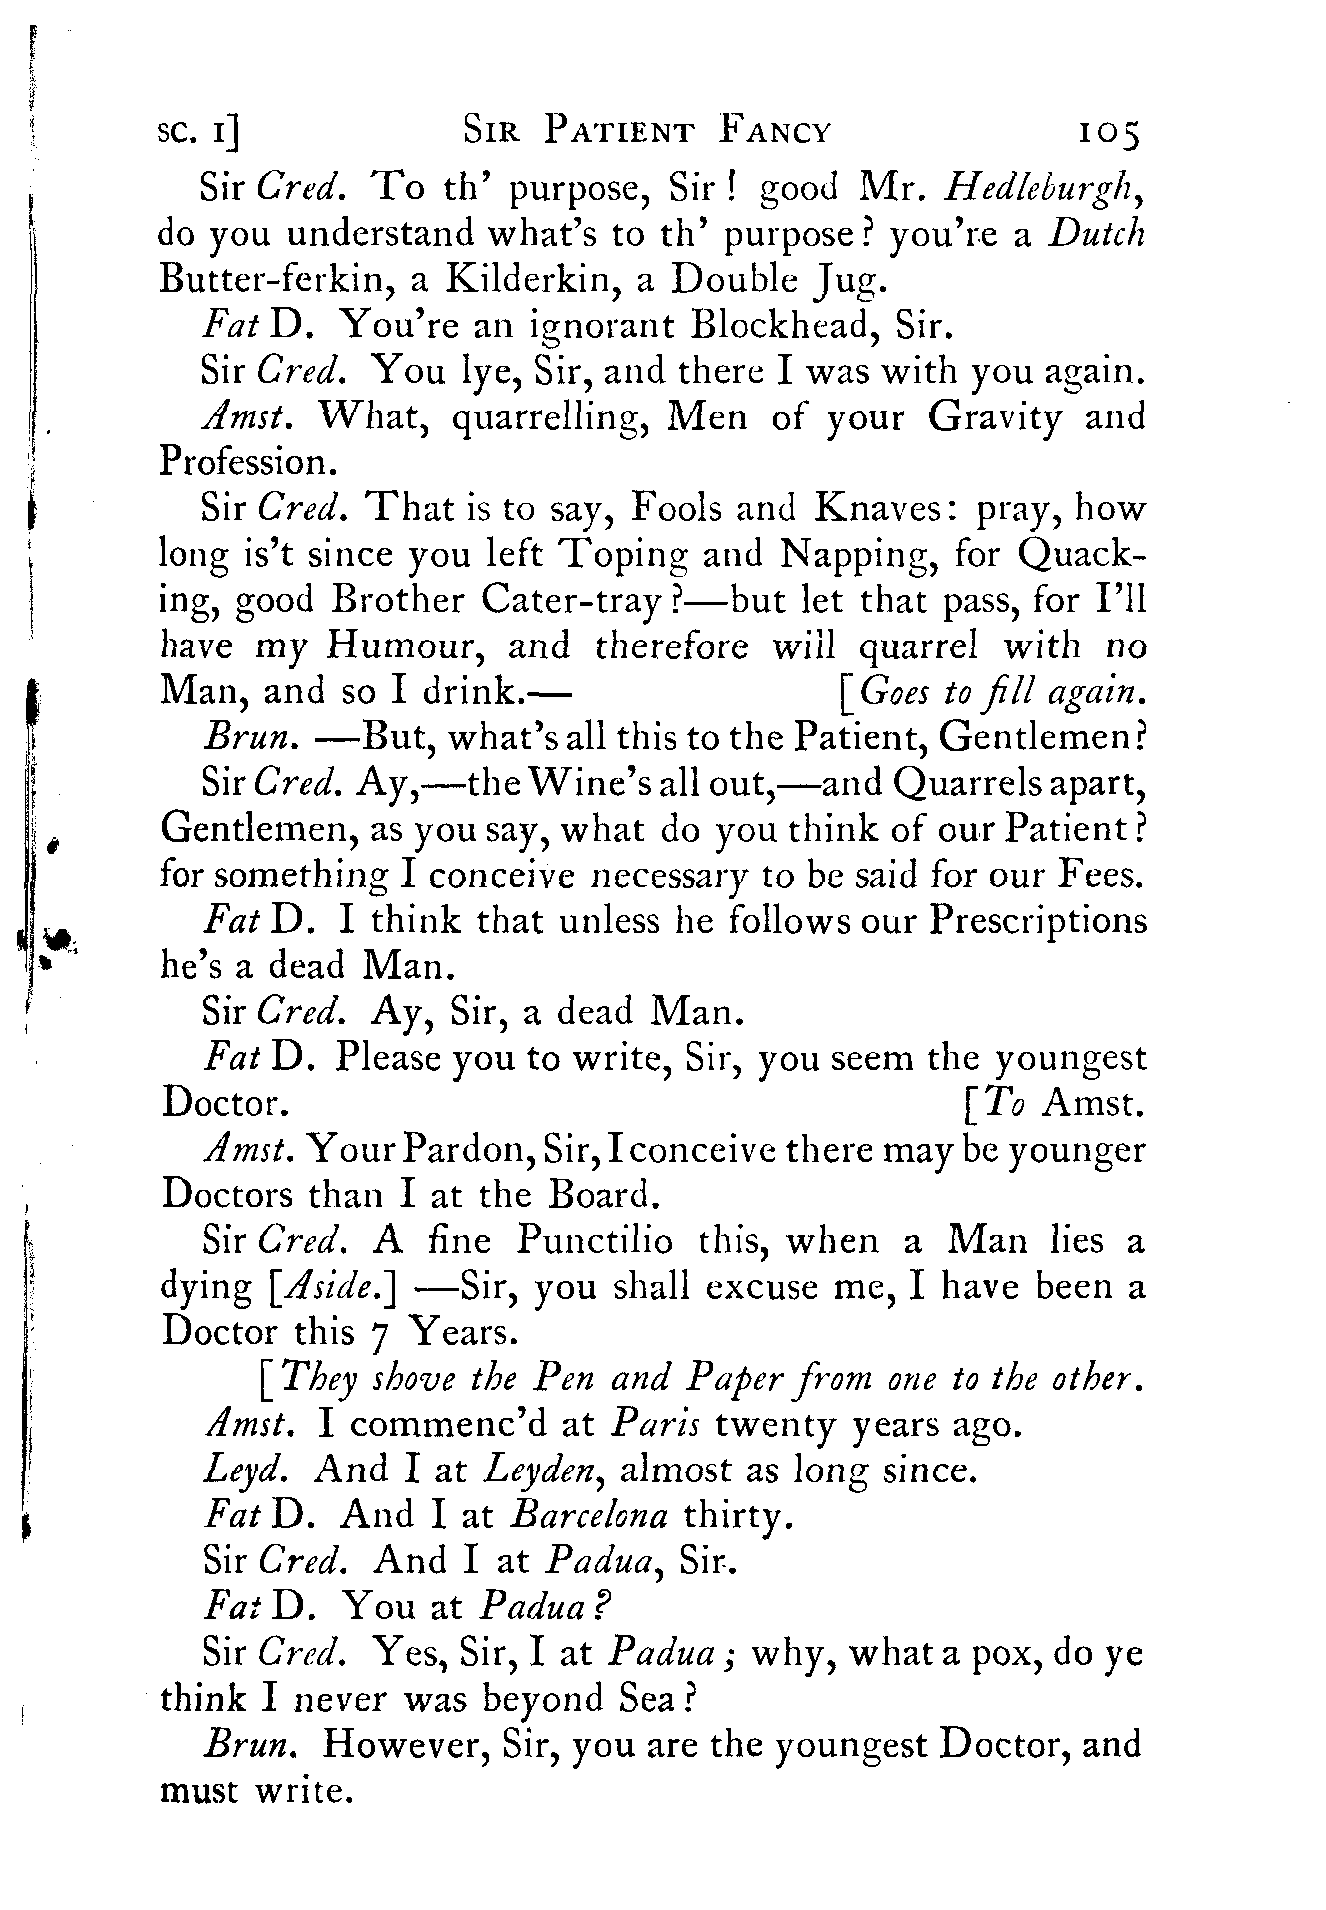 sc. 1] Sir Patient Fancy 105
Sir Cred. To th' purpose, Sir! good Mr. Hedleburgh,
do you understand what's to th' purpose? you're a Dutch
Butter-ferkin, a Kilderkin, a Double Jug.
Fat D. You're an ignorant Blockhead, Sir.
Sir Cred. You lye, Sir, and there I was with you again.
Amst. What, quarrelling, Men of your Gravity and
Profession.
Sir Cred. That is to say, Fools and Knaves: pray, how
long is't since you left Toping and Napping, for Quack-
ing, good Brother Cater-tray?—but let that pass, for I'll
have my Humour, and therefore will quarrel with no
Man, and so I drink.— [Goes to fill again.
Brun. —But, what's all this to the Patient, Gentlemen?
Sir Cred. Ay,—the Wine's all out,—and Quarrels apart,
Gentlemen, as you say, what do you think of our Patient?
for something I conceive necessary to be said for our Fees.
Fat D. I think that unless he follows our Prescriptions
he's a dead Man.
Sir Cred. Ay, Sir, a dead Man.
Fat D. Please you to write, Sir, you seem the youngest
Doctor. [To Amst.
Amst. Your Pardon, Sir, I conceive there may be younger
Doctors than I at the Board.
Sir Cred. A fine Punctilio this, when a Man lies a
dying [Aside.] —Sir, you shall excuse me, I have been a
Doctor this 7 Years.
[They shove the Pen and Paper from one to the other.
Amst. I commenc'd at Paris twenty years ago.
Leyd. And I at Leyden, almost as long since.
Fat D. And I at Barcelona thirty.
Sir Cred. And I at Padua, Sir.
Fat D. You at Padua?
Sir Cred. Yes, Sir, I at Padua; why, what a pox, do ye
think I never was beyond Sea?
Brun. However, Sir, you are the youngest Doctor, and
must write.